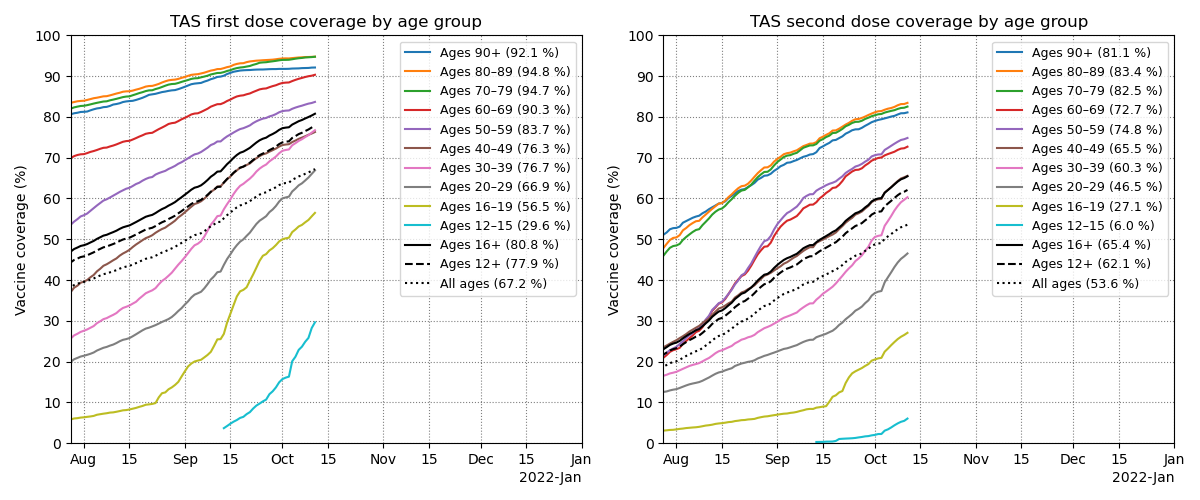 TAS first dose coverage by age group
Vaccine coverage (%)
100
90
80
70
60
50
40
30
20
10
0
Ages 90+ (92.1 %)
Ages 80–89 (94.8 %)
Ages 70–79 (94.7 %)
Ages 60–69 (90.3 %)
Ages 50–59 (83.7 %)
Ages 40–49 (76.3 %)
Ages 30–39 (76.7 %)
Ages 20–29 (66.9 %)
Ages 16–19 (56.5 %)
Ages 12–15 (29.6 %)
Ages 16+ (80.8 %)
Ages 12+ (77.9 %)
All ages (67.2 %)
Aug 15 Sep 15 Oct 15 Nov 15 Dec 15 Jan
2022-Jan
TAS second dose coverage by age group
Vaccine coverage (%)
100
90
80
70
60
50
40
30
20
10
0
Ages 90+ (81.1 %)
Ages 80–89 (83.4 %)
Ages 70–79 (82.5 %)
Ages 60–69 (72.7 %)
Ages 50–59 (74.8 %)
Ages 40–49 (65.5 %)
Ages 30–39 (60.3 %)
Ages 20–29 (46.5 %)
Ages 16–19 (27.1 %)
Ages 12–15 (6.0 %)
Ages 16+ (65.4 %)
Ages 12+ (62.1 %)
All ages (53.6 %)
Aug 15 Sep 15 Oct 15 Nov 15 Dec 15 Jan
2022-Jan